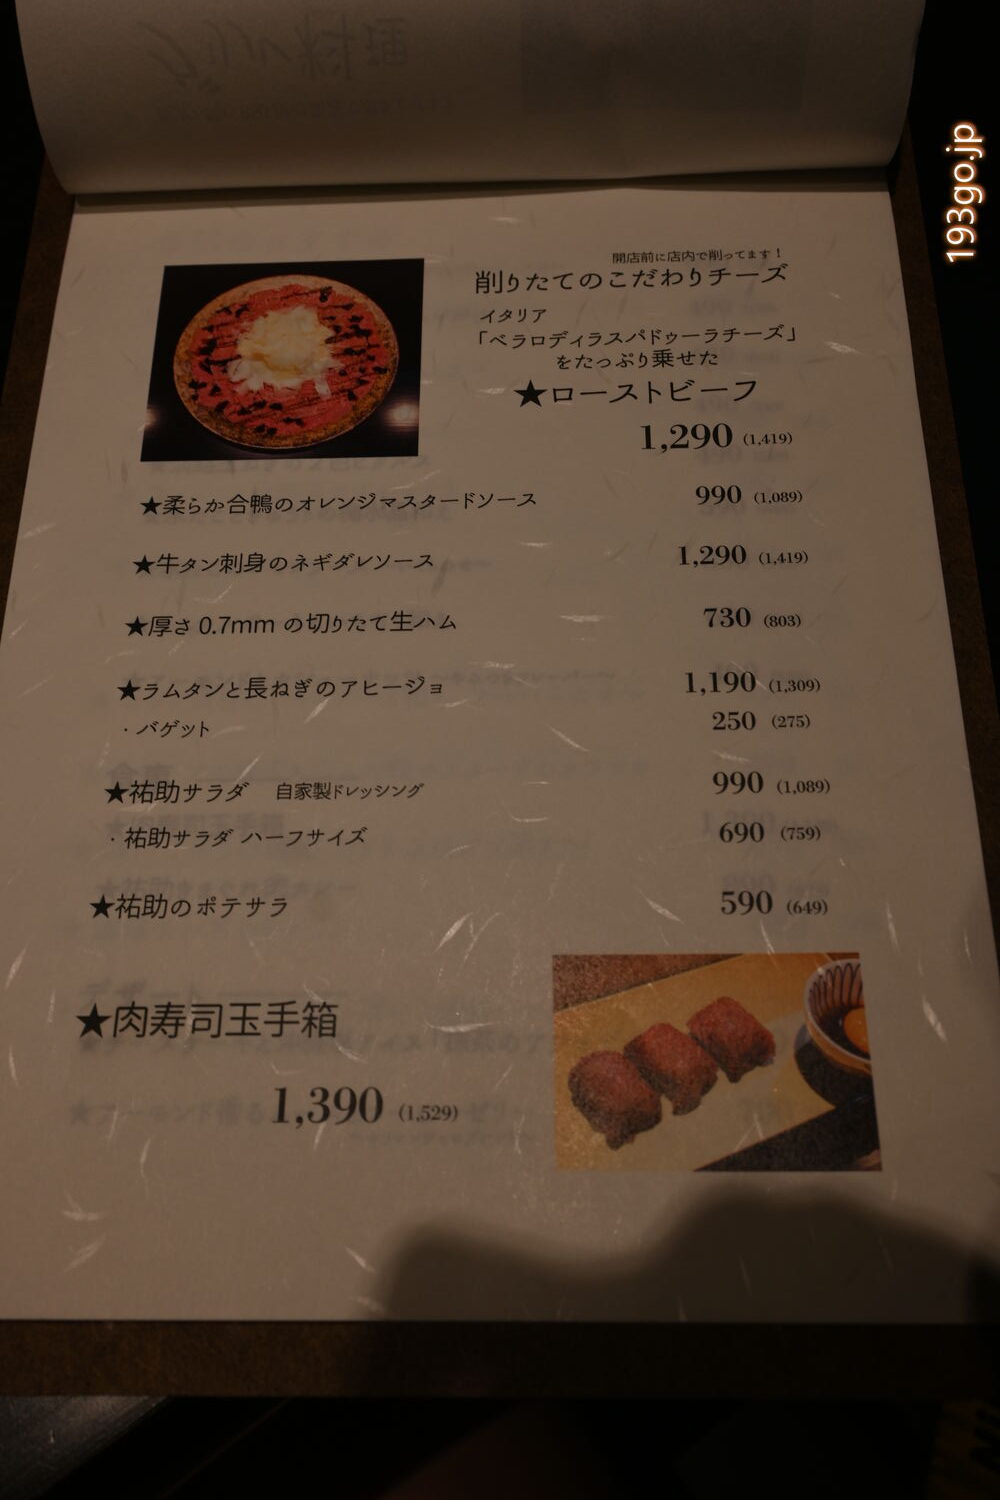 開店前に店内で削ってます！
削りたてのこだわりチーズ
イタリア
「ベラロディラスパドゥーラチーズ」
をたっぷり乗せた
★ローストビーフ
1,290 (1,419)
★柔らか合鴨のオレンジマスタードソース 990 (1,089)
★牛タン刺身のネギダレソース 1,290 (1,419)
★厚さ 0.7mm の切りたて生ハム 730 (803)
★ラムタンと長ねぎのアヒージョ 1,190 (1,309)
・バゲット 250 (275)
★祐助サラダ 自家製ドレッシング 990 (1,089)
・祐助サラダ ハーフサイズ 690 (759)
★祐助のポテサラ 590 (649)
★肉寿司玉手箱
1,390 (1,529)
193go.jp